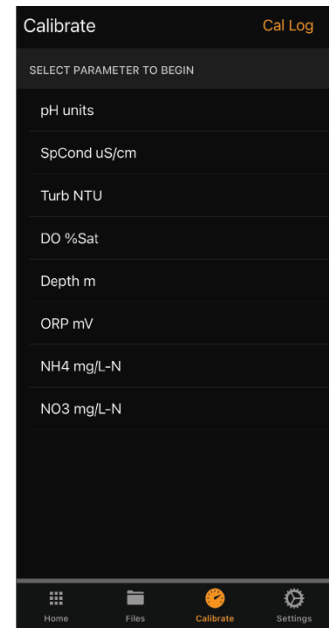 Calibrate Cal Log
SELECT PARAMETER TO BEGIN
pH units
SpCond uS/cm
Turb NTU
DO %Sat
Depth m
ORP mV
NH4 mg/L-N
NO3 mg/L-N
Home Files Calibrate Settings